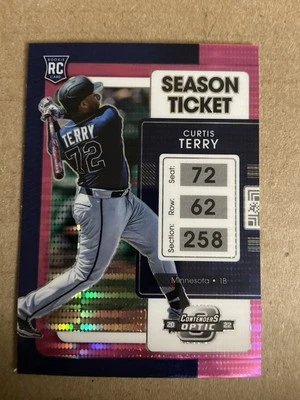 ROOKIE
RC
CARD
SEASON
TICKET
CURTIS
TERRY
Seat: 72
Row: 62
Section: 258
Minnesota • 1B
TERRY
72
CONTENDERS
20 OPTIC 22